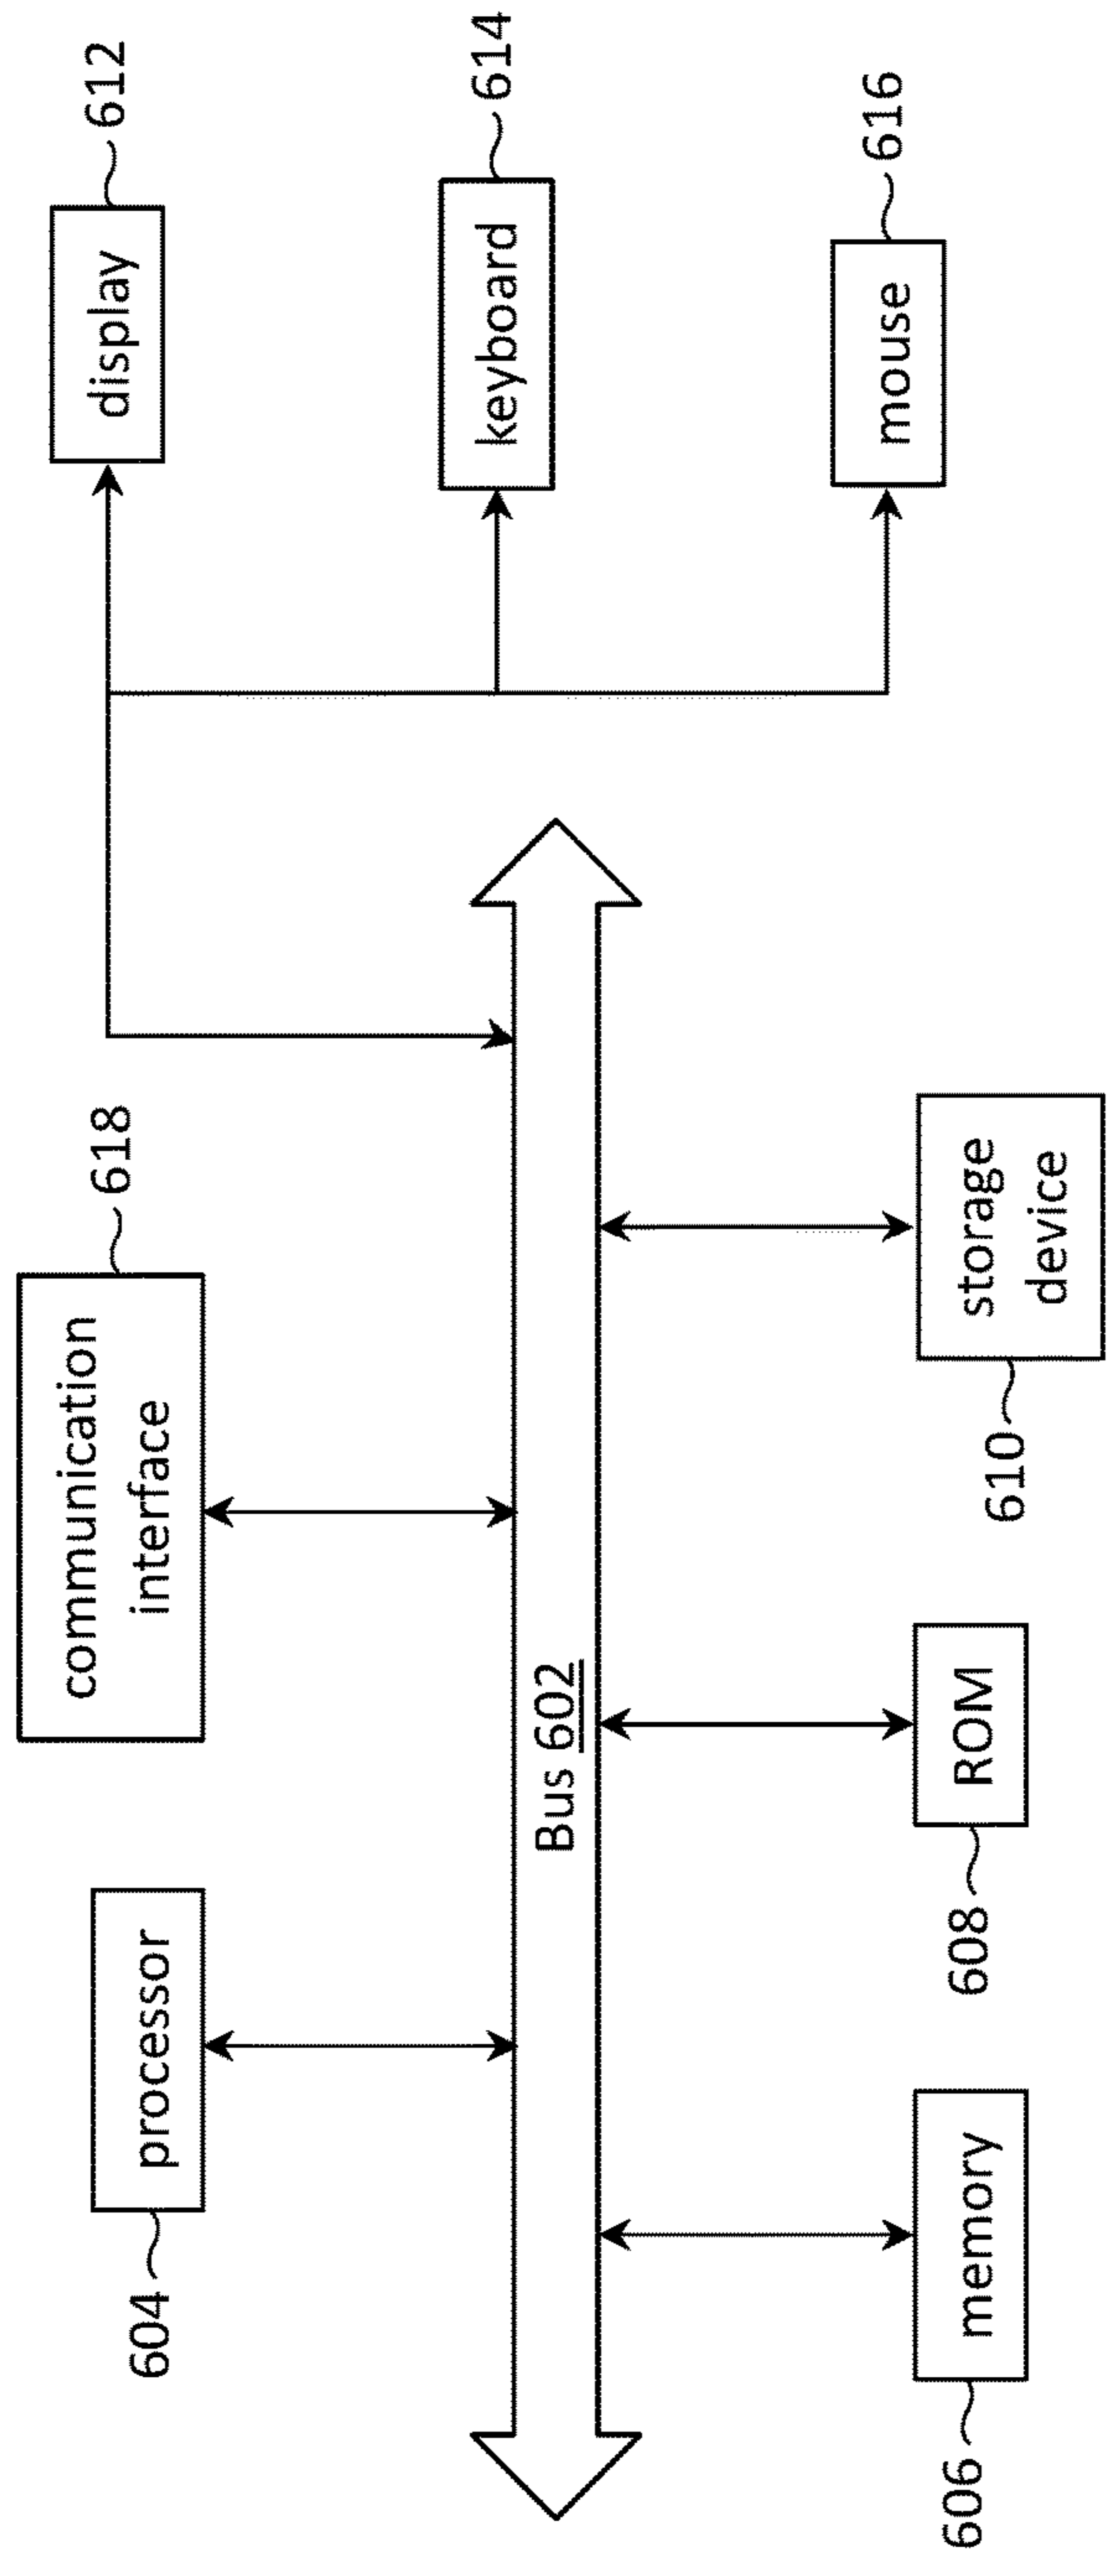 communication
interface
618
display
612
604
processor
keyboard
614
Bus 602
mouse
616
606
memory
608
ROM
610
storage
device